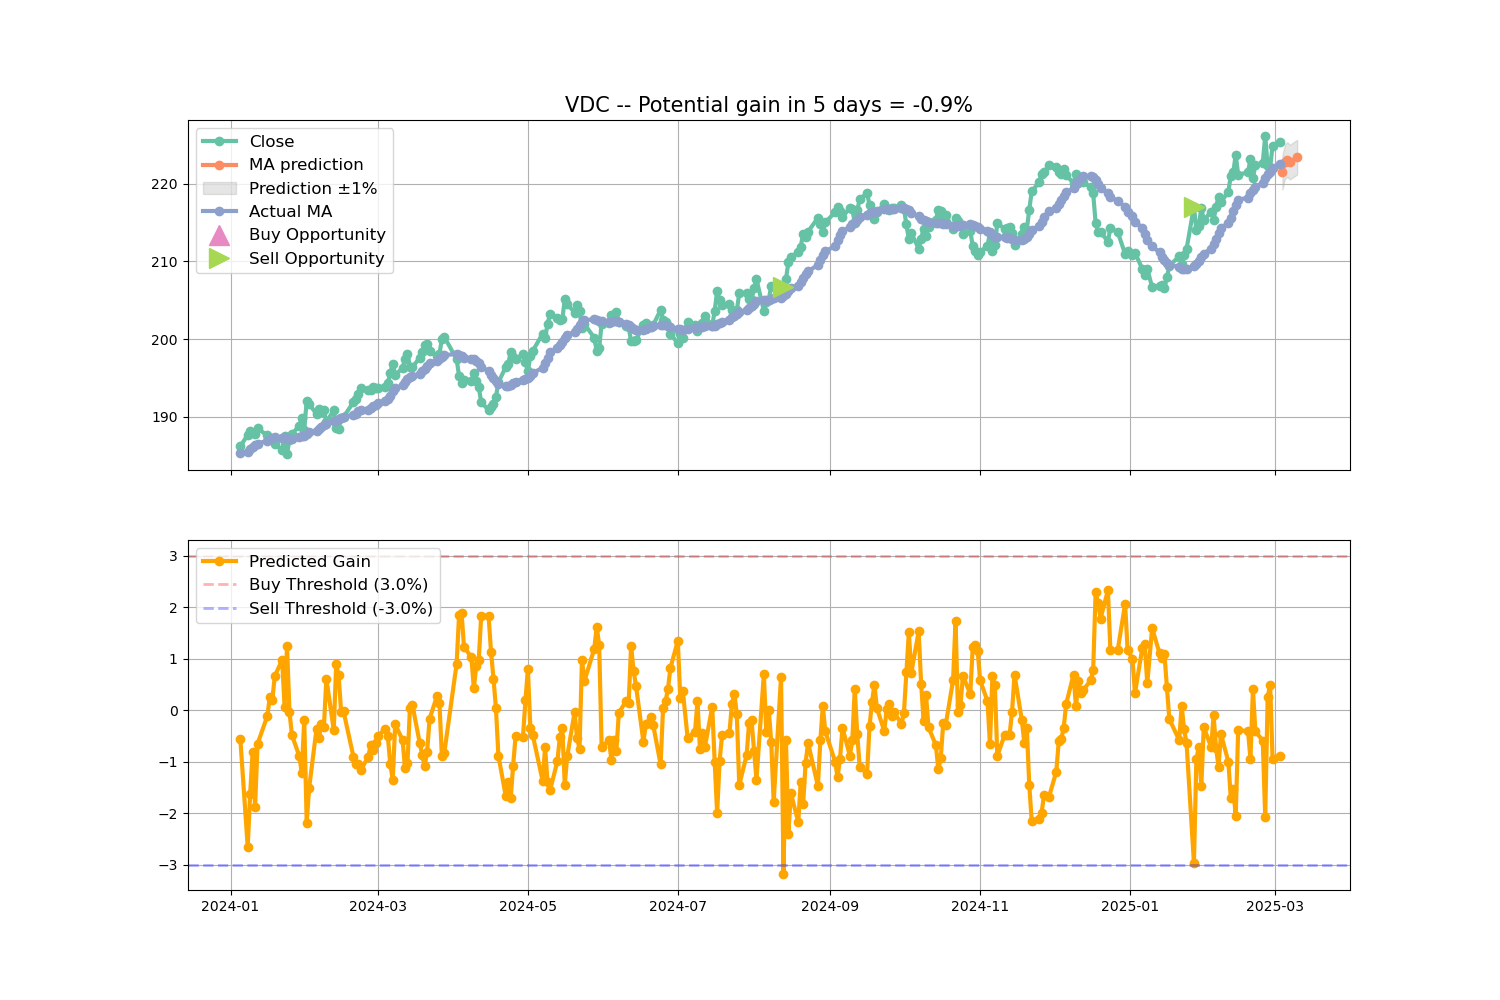 VDC -- Potential gain in 5 days = -0.9%
Close
MA prediction
Prediction ±1%
Actual MA
Buy Opportunity
Sell Opportunity
220
210
200
190
Predicted Gain
Buy Threshold (3.0%)
Sell Threshold (-3.0%)
3
2
1
0
−1
−2
−3
2024-01 2024-03 2024-05 2024-07 2024-09 2024-11 2025-01 2025-03